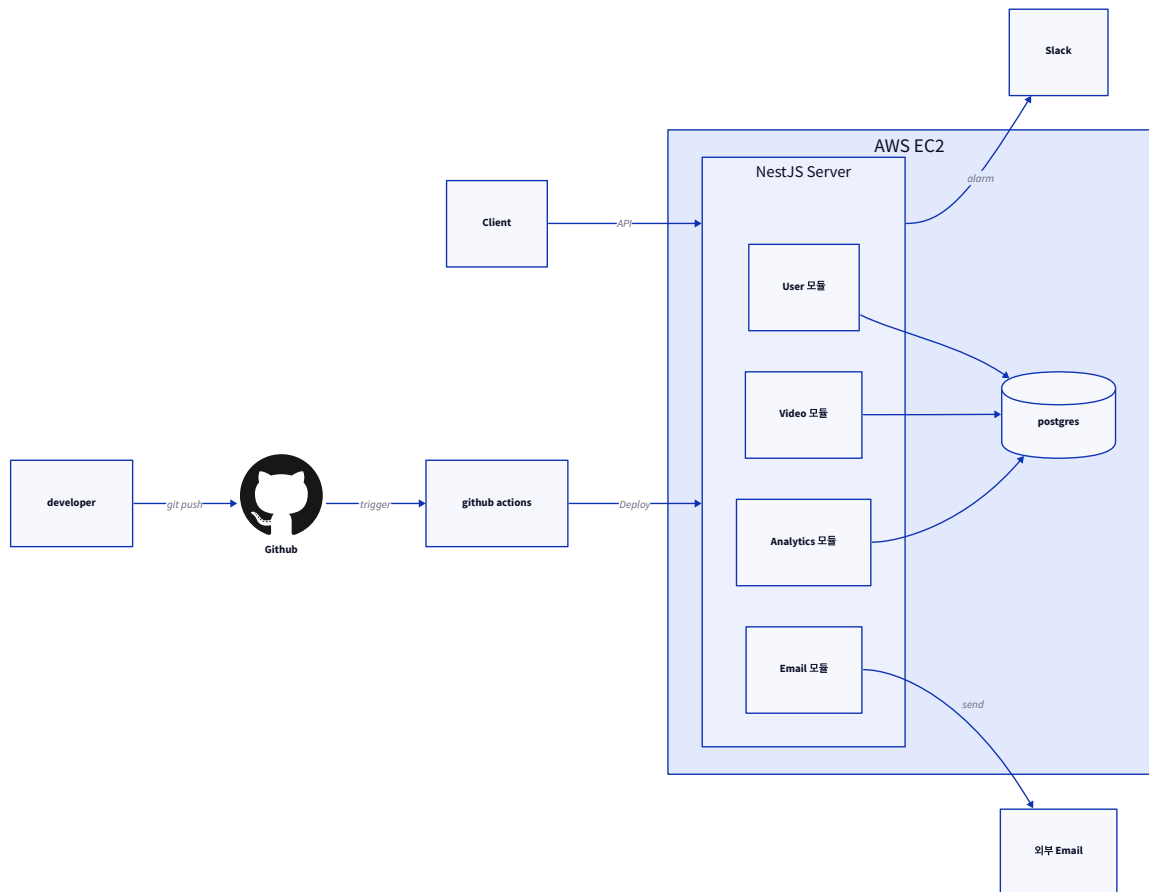 Slack
AWS EC2
NestJS Server
alarm
Client
API
User 모듈
Video 모듈
postgres
developer
git push
Github
trigger
github actions
Deploy
Analytics 모듈
Email 모듈
send
외부 Email